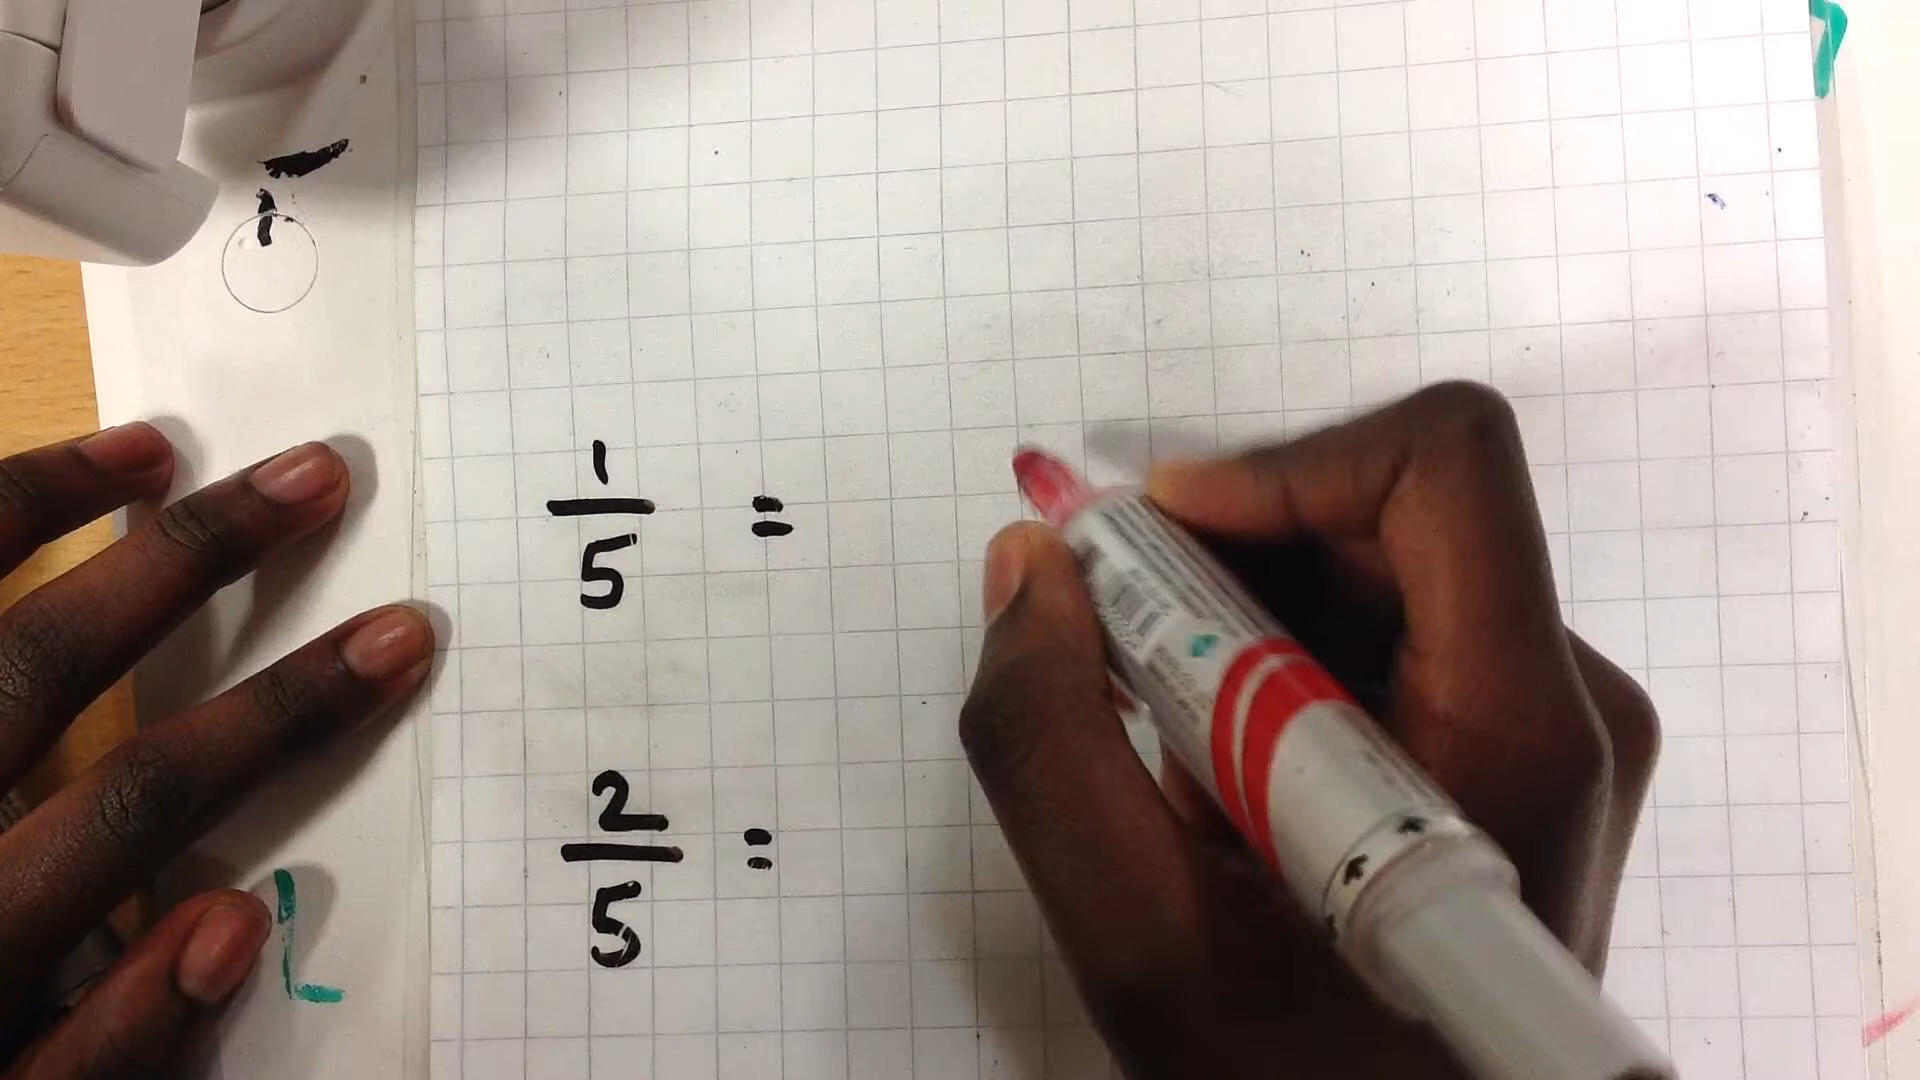 1/5 =
2/5 =